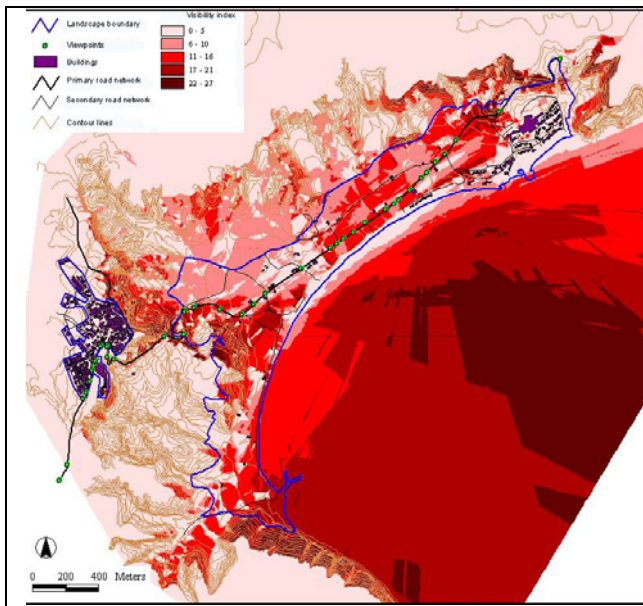 Landscape boundary
Viewpoints
Buildings
Primary road network
Secondary road network
Contour lines
Visibility index
0 - 5
6 - 10
11 - 16
17 - 21
22 - 27
0 200 400 Meters